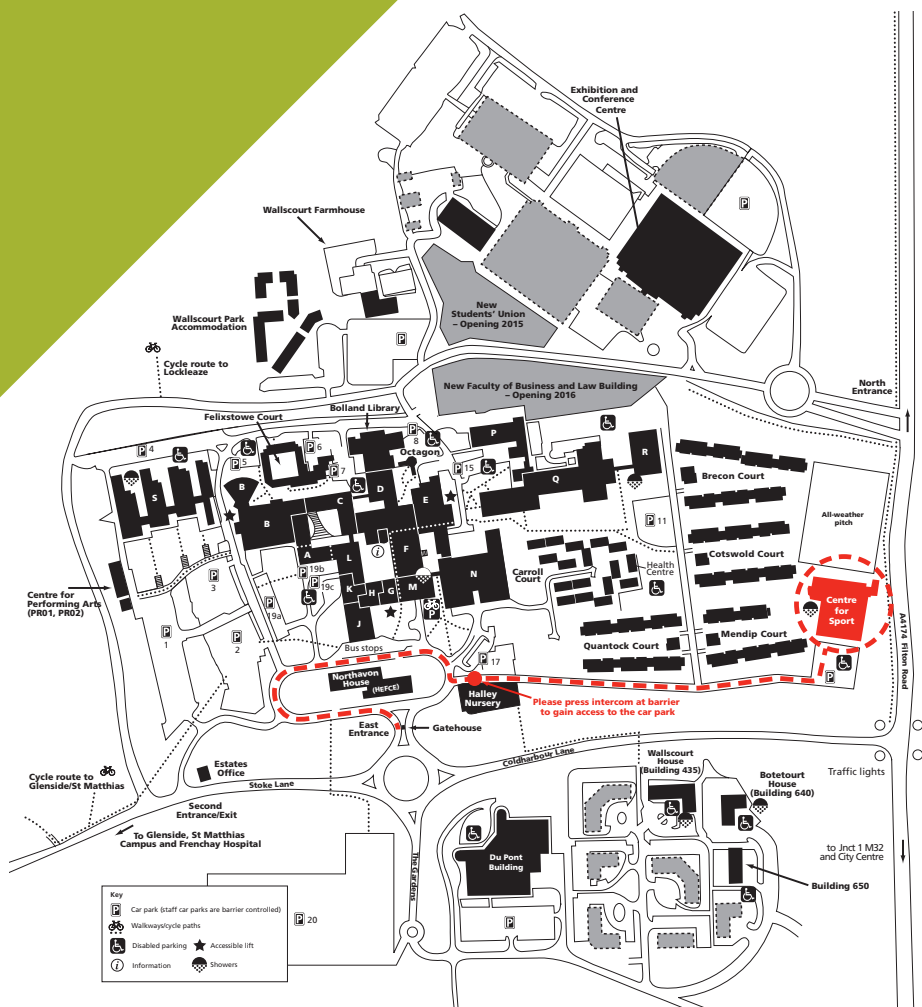 Exhibition and
Conference
Centre
P
Wallscourt Farmhouse
New
Students' Union
– Opening 2015
Wallscourt Park
Accommodation
P
Cycle route to
Lockleaze
North
Entrance
New Faculty of Business and Law Building
– Opening 2016
Bolland Library
Felixstowe Court
P 4
P 5
P 6
P 7
P 8
Octagon
P 15
P
R
S
B
B
C
D
E
Q
Brecon Court
All-weather
pitch
P 11
A
L
F
i
19b
P
19c
P
K
H
G
M
N
J
P
Carroll
Court
Health
Centre
Cotswold Court
Centre
for
Sport
Centre for
Performing Arts
(PR01, PR02)
P
3
P
19a
P
1
P
2
Bus stops
P 17
Quantock Court
Mendip Court
P
A4174 Filton Road
Northavon
House
(HEFCE)
Halley
Nursery
Please press intercom at barrier
to gain access to the car park
East
Entrance
Gatehouse
Coldharbour Lane
Estates
Office
Stoke Lane
Cycle route to
Glenside/St Matthias
Second
Entrance/Exit
To Glenside, St Matthias
Campus and Frenchay Hospital
Wallscourt
House
(Building 435)
Botetourt
House
(Building 640)
Traffic lights
to Jnct 1 M32
and City Centre
Building 650
Du Pont
Building
P
The Gardens
P 20
Key
P Car park (staff car parks are barrier controlled)
Walkways/cycle paths
Disabled parking
Accessible lift
i Information
Showers